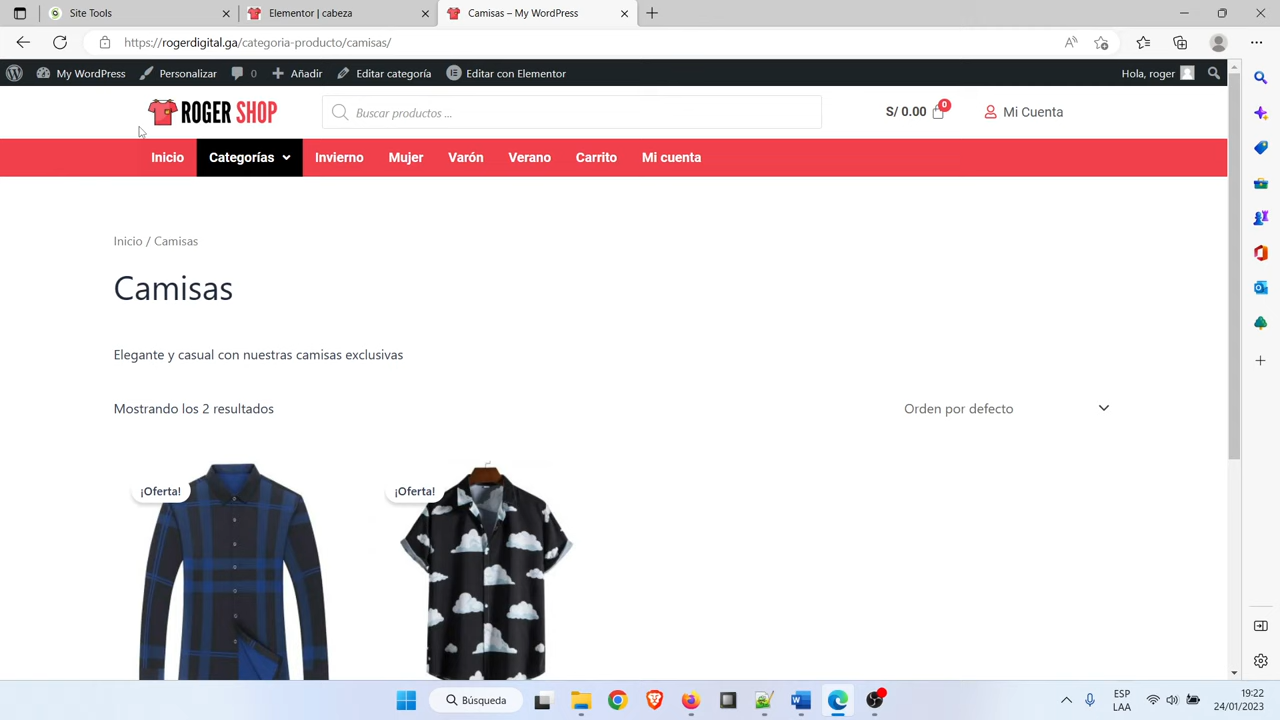 Site Tools
Elementor | cabeza
Camisas – My WordPress
https://rogerdigital.ga/categoria-producto/camisas/
My WordPress
Personalizar
0
Añadir
Editar categoría
Editar con Elementor
Hola, roger
ROGER SHOP
Buscar productos ...
S/ 0.00
0
Mi Cuenta
Inicio
Categorías
Invierno
Mujer
Varón
Verano
Carrito
Mi cuenta
Inicio / Camisas
Camisas
Elegante y casual con nuestras camisas exclusivas
Mostrando los 2 resultados
Orden por defecto
¡Oferta!
¡Oferta!
Búsqueda
ESP
LAA
19:22
24/01/2023